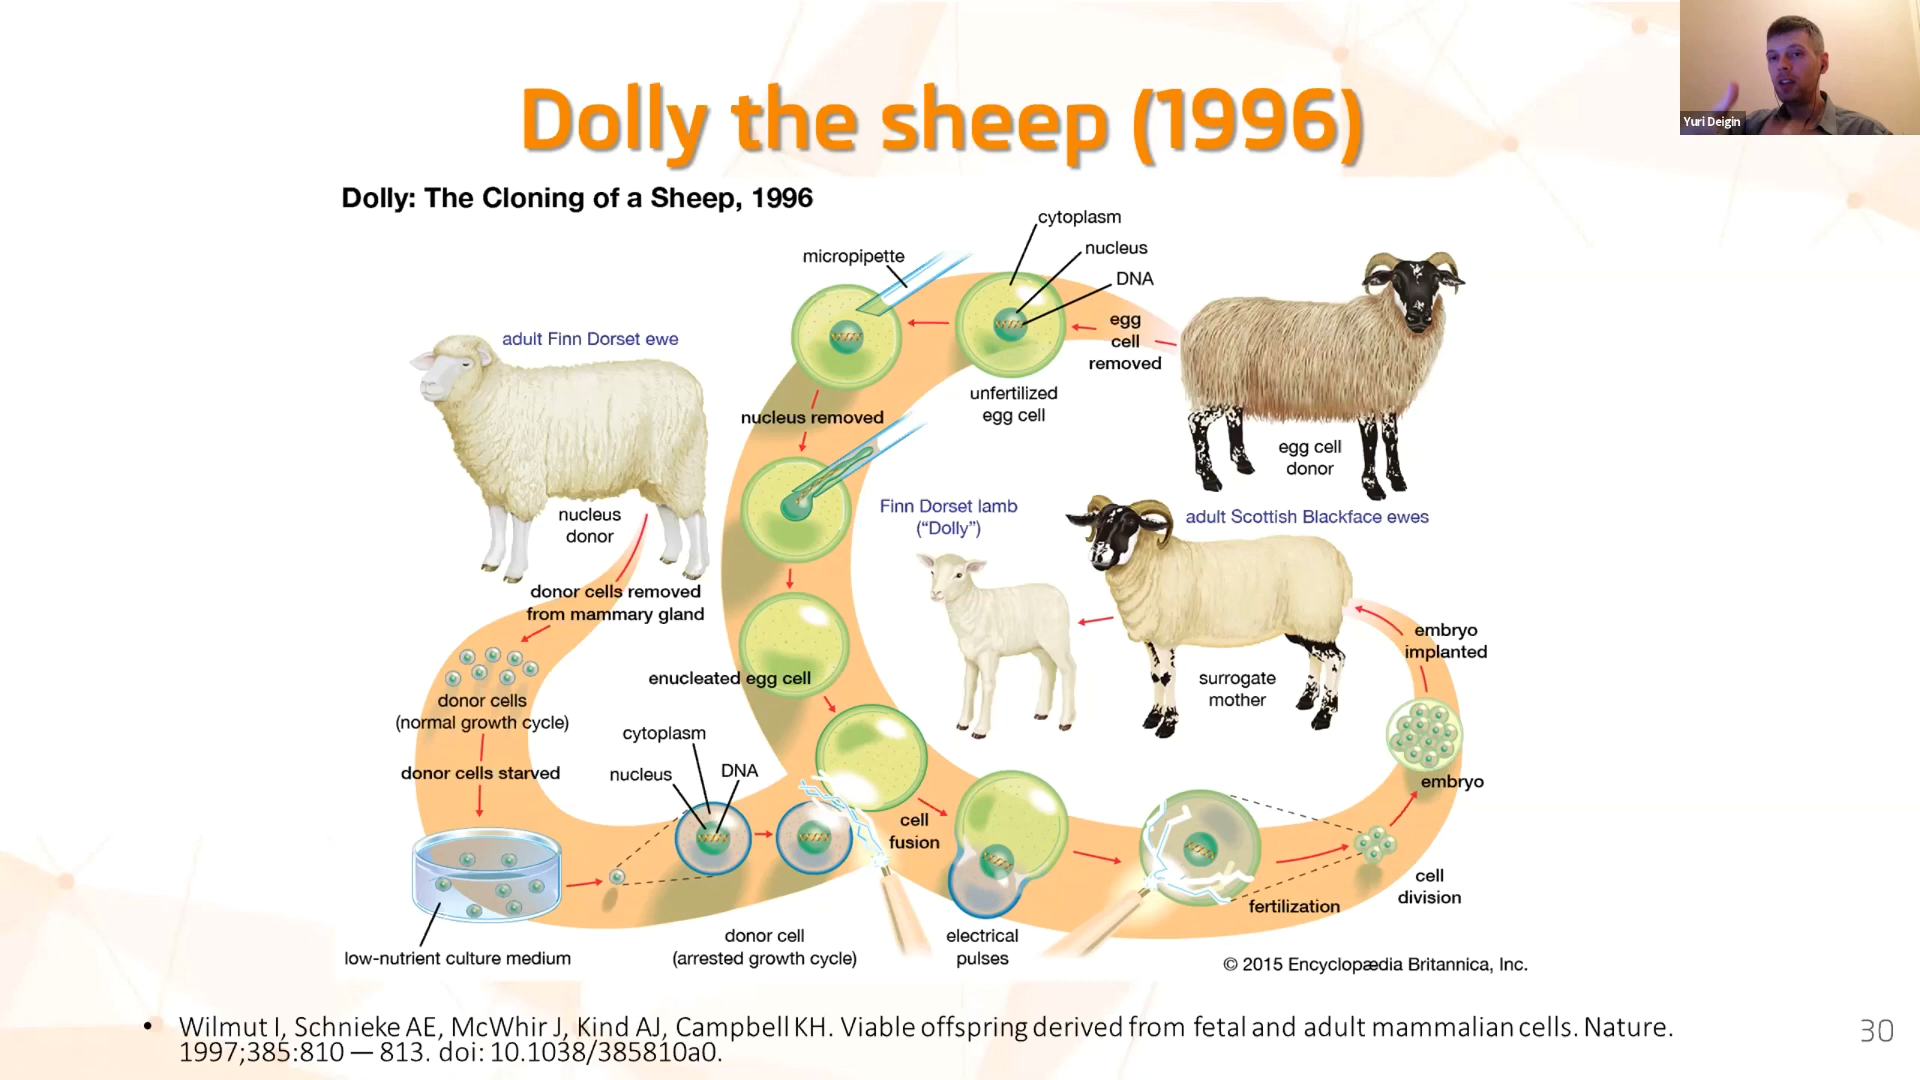 Yuri Deigin
Dolly the sheep (1996)
Dolly: The Cloning of a Sheep, 1996
cytoplasm
nucleus
DNA
micropipette
egg
cell
removed
unfertilized
egg cell
nucleus removed
adult Finn Dorset ewe
nucleus
donor
egg cell
donor
Finn Dorset lamb
(“Dolly”)
adult Scottish Blackface ewes
donor cells removed
from mammary gland
enucleated egg cell
surrogate
mother
embryo
implanted
donor cells
(normal growth cycle)
cytoplasm
nucleus
DNA
donor cells starved
embryo
cell
fusion
cell
division
fertilization
low-nutrient culture medium
donor cell
(arrested growth cycle)
electrical
pulses
© 2015 Encyclopædia Britannica, Inc.
• Wilmut I, Schnieke AE, McWhir J, Kind AJ, Campbell KH. Viable offspring derived from fetal and adult mammalian cells. Nature.
1997;385:810 — 813. doi: 10.1038/385810a0.
30